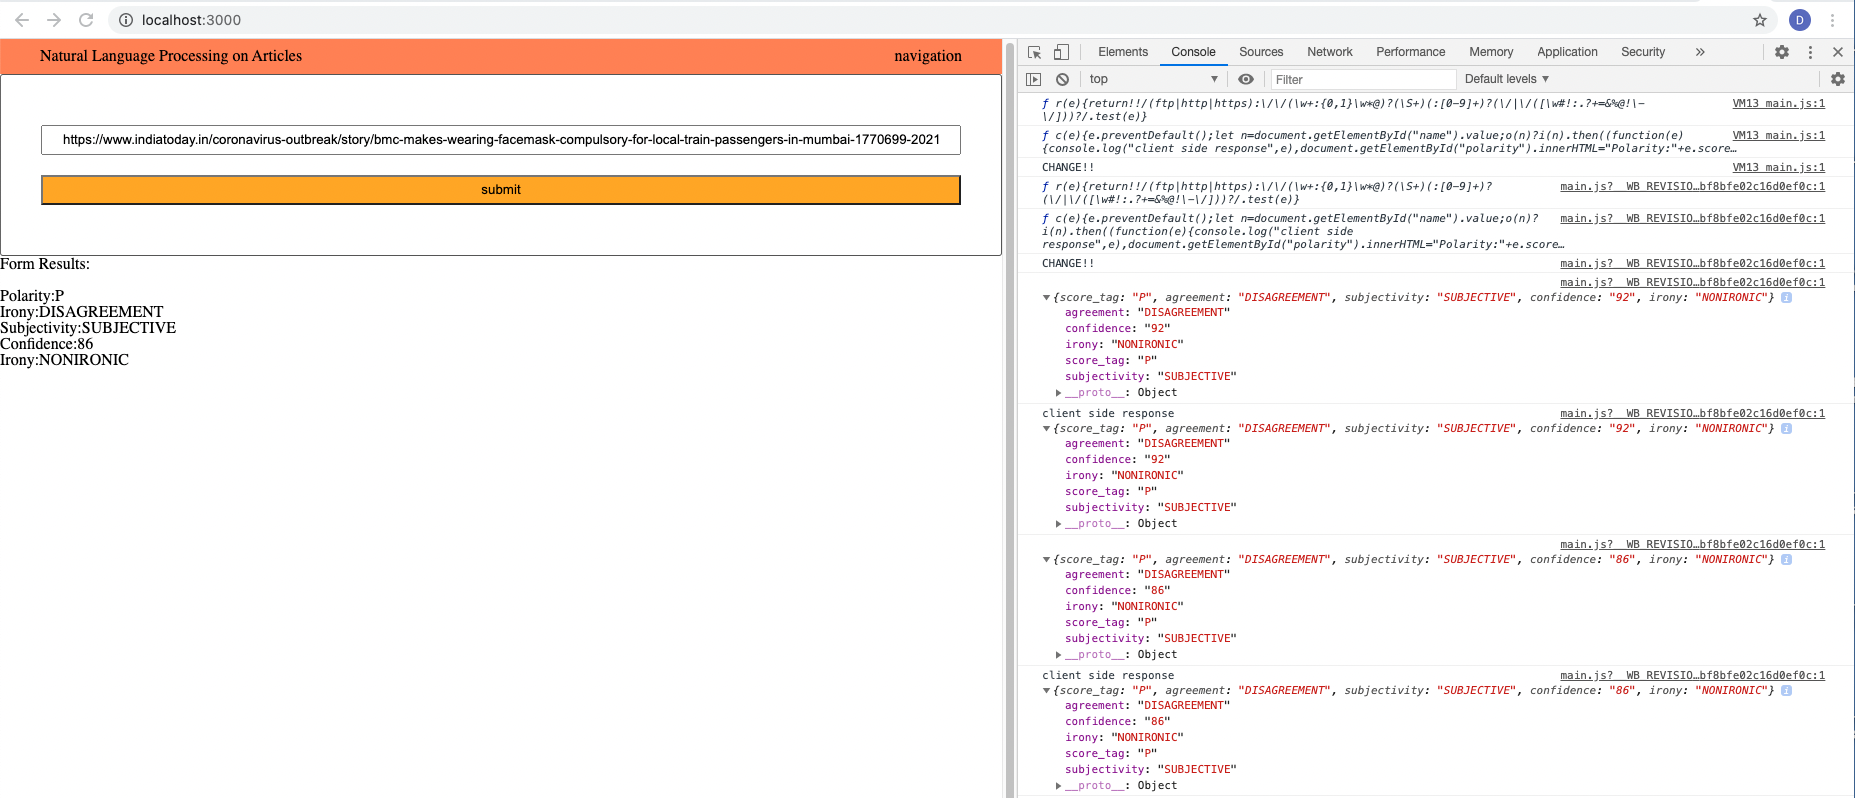 localhost:3000
D
Natural Language Processing on Articles navigation
https://www.indiatoday.in/coronavirus-outbreak/story/bmc-makes-wearing-facemask-compulsory-for-local-train-passengers-in-mumbai-1770699-2021
submit
Form Results:
Polarity:P
Irony:DISAGREEMENT
Subjectivity:SUBJECTIVE
Confidence:86
Irony:NONIRONIC
Elements Console Sources Network Performance Memory Application Security »
top Filter Default levels
ƒ r(e){return!!/(ftp|http|https):\/\/(\w+:{0,1}\w*@)?(\S+)(:[0-9]+)?(\/|\/([\w#!:.?+=&%@!\- VM13 main.js:1
\/]))?/.test(e)}
ƒ c(e){e.preventDefault();let n=document.getElementById("name").value;o(n)?i(n).then((function(e) VM13 main.js:1
{console.log("client side response",e),document.getElementById("polarity").innerHTML="Polarity:"+e.score…
CHANGE!! VM13 main.js:1
ƒ r(e){return!!/(ftp|http|https):\/\/(\w+:{0,1}\w*@)?(\S+)(:[0-9]+)? main.js?__WB_REVISIO…bf8bfe02c16d0ef0c:1
(\/|\/([\w#!:.?+=&%@!\-\/]))?/.test(e)}
ƒ c(e){e.preventDefault();let n=document.getElementById("name").value;o(n)? main.js?__WB_REVISIO…bf8bfe02c16d0ef0c:1
i(n).then((function(e){console.log("client side
response",e),document.getElementById("polarity").innerHTML="Polarity:"+e.score…
CHANGE!! main.js?__WB_REVISIO…bf8bfe02c16d0ef0c:1
main.js?__WB_REVISIO…bf8bfe02c16d0ef0c:1
{score_tag: "P", agreement: "DISAGREEMENT", subjectivity: "SUBJECTIVE", confidence: "92", irony: "NONIRONIC"} i
agreement: "DISAGREEMENT"
confidence: "92"
irony: "NONIRONIC"
score_tag: "P"
subjectivity: "SUBJECTIVE"
__proto__: Object
client side response main.js?__WB_REVISIO…bf8bfe02c16d0ef0c:1
{score_tag: "P", agreement: "DISAGREEMENT", subjectivity: "SUBJECTIVE", confidence: "92", irony: "NONIRONIC"} i
agreement: "DISAGREEMENT"
confidence: "92"
irony: "NONIRONIC"
score_tag: "P"
subjectivity: "SUBJECTIVE"
__proto__: Object
main.js?__WB_REVISIO…bf8bfe02c16d0ef0c:1
{score_tag: "P", agreement: "DISAGREEMENT", subjectivity: "SUBJECTIVE", confidence: "86", irony: "NONIRONIC"} i
agreement: "DISAGREEMENT"
confidence: "86"
irony: "NONIRONIC"
score_tag: "P"
subjectivity: "SUBJECTIVE"
__proto__: Object
client side response main.js?__WB_REVISIO…bf8bfe02c16d0ef0c:1
{score_tag: "P", agreement: "DISAGREEMENT", subjectivity: "SUBJECTIVE", confidence: "86", irony: "NONIRONIC"} i
agreement: "DISAGREEMENT"
confidence: "86"
irony: "NONIRONIC"
score_tag: "P"
subjectivity: "SUBJECTIVE"
__proto__: Object